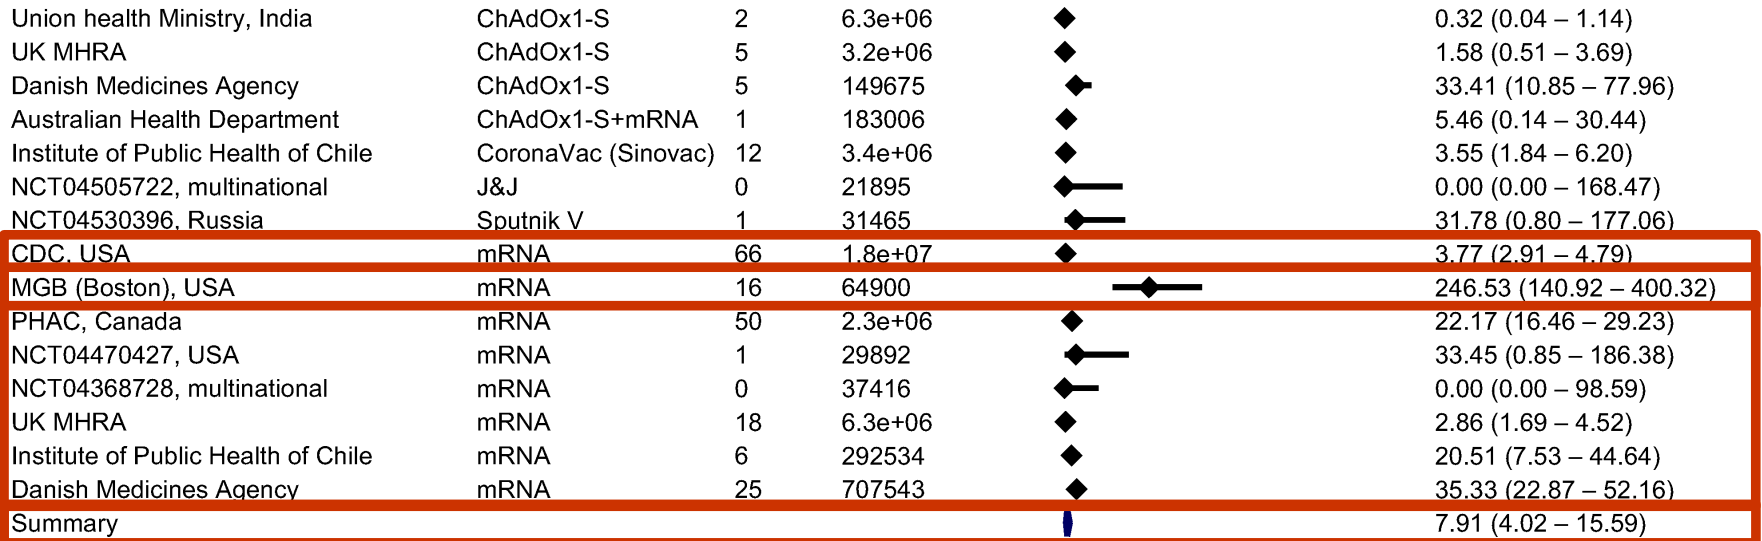 Union health Ministry, India ChAdOx1-S 2 6.3e+06 0.32 (0.04 – 1.14)
UK MHRA ChAdOx1-S 5 3.2e+06 1.58 (0.51 – 3.69)
Danish Medicines Agency ChAdOx1-S 5 149675 33.41 (10.85 – 77.96)
Australian Health Department ChAdOx1-S+mRNA 1 183006 5.46 (0.14 – 30.44)
Institute of Public Health of Chile CoronaVac (Sinovac) 12 3.4e+06 3.55 (1.84 – 6.20)
NCT04505722, multinational J&J 0 21895 0.00 (0.00 – 168.47)
NCT04530396, Russia Sputnik V 1 31465 31.78 (0.80 – 177.06)
CDC, USA mRNA 66 1.8e+07 3.77 (2.91 – 4.79)
MGB (Boston), USA mRNA 16 64900 246.53 (140.92 – 400.32)
PHAC, Canada mRNA 50 2.3e+06 22.17 (16.46 – 29.23)
NCT04470427, USA mRNA 1 29892 33.45 (0.85 – 186.38)
NCT04368728, multinational mRNA 0 37416 0.00 (0.00 – 98.59)
UK MHRA mRNA 18 6.3e+06 2.86 (1.69 – 4.52)
Institute of Public Health of Chile mRNA 6 292534 20.51 (7.53 – 44.64)
Danish Medicines Agency mRNA 25 707543 35.33 (22.87 – 52.16)
Summary 7.91 (4.02 – 15.59)